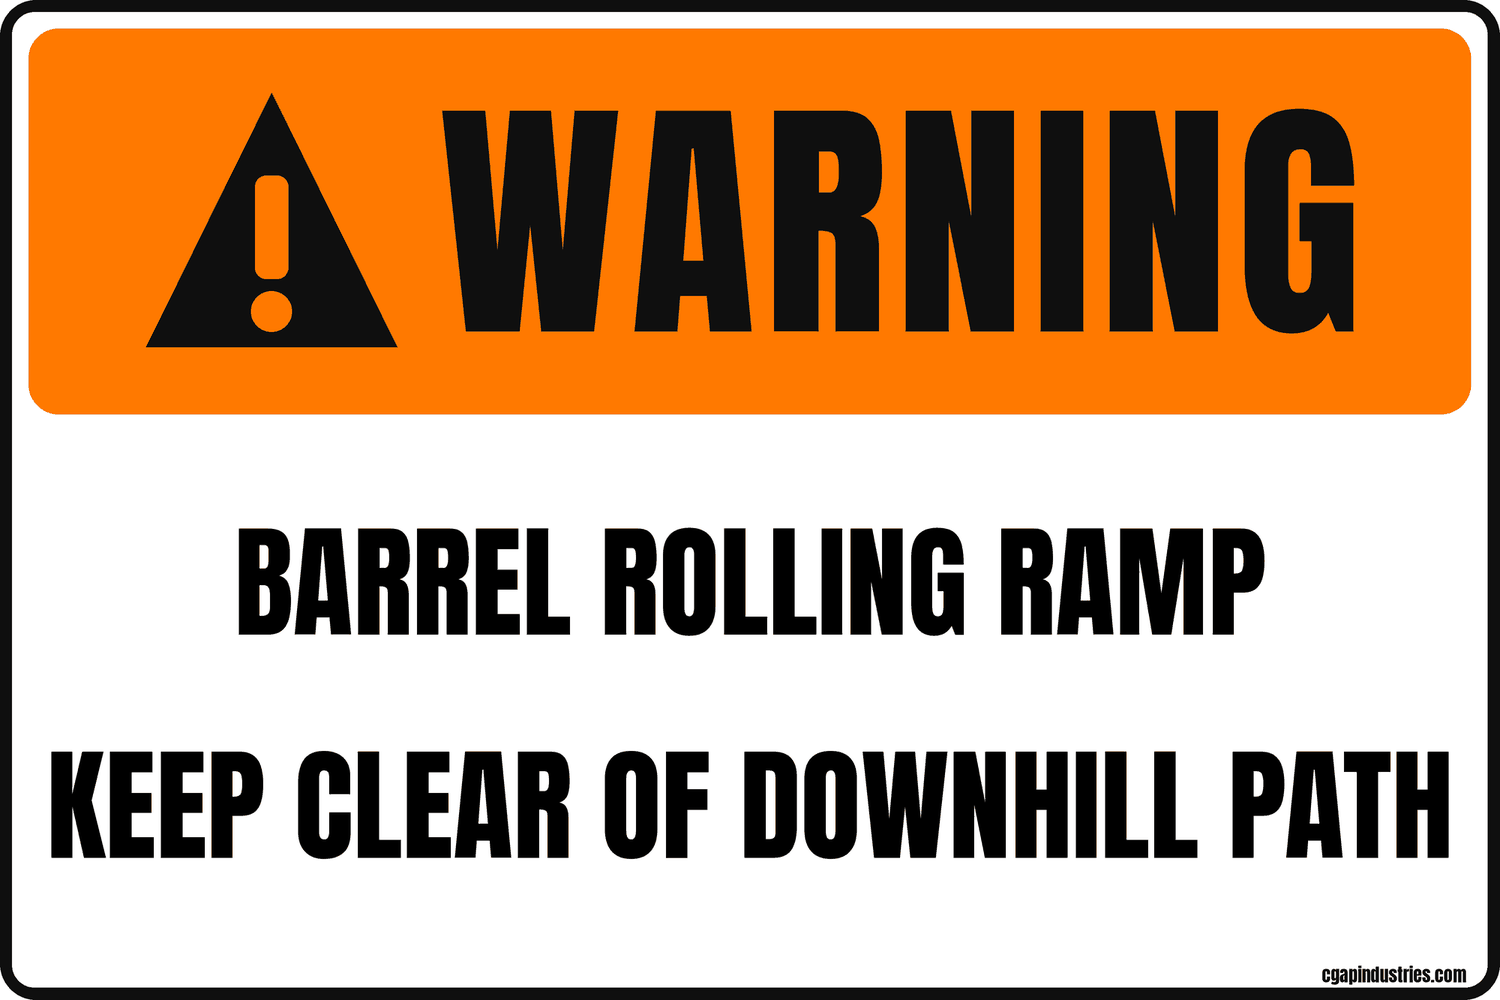 WARNING
BARREL ROLLING RAMP
KEEP CLEAR OF DOWNHILL PATH
cgapindustries.com